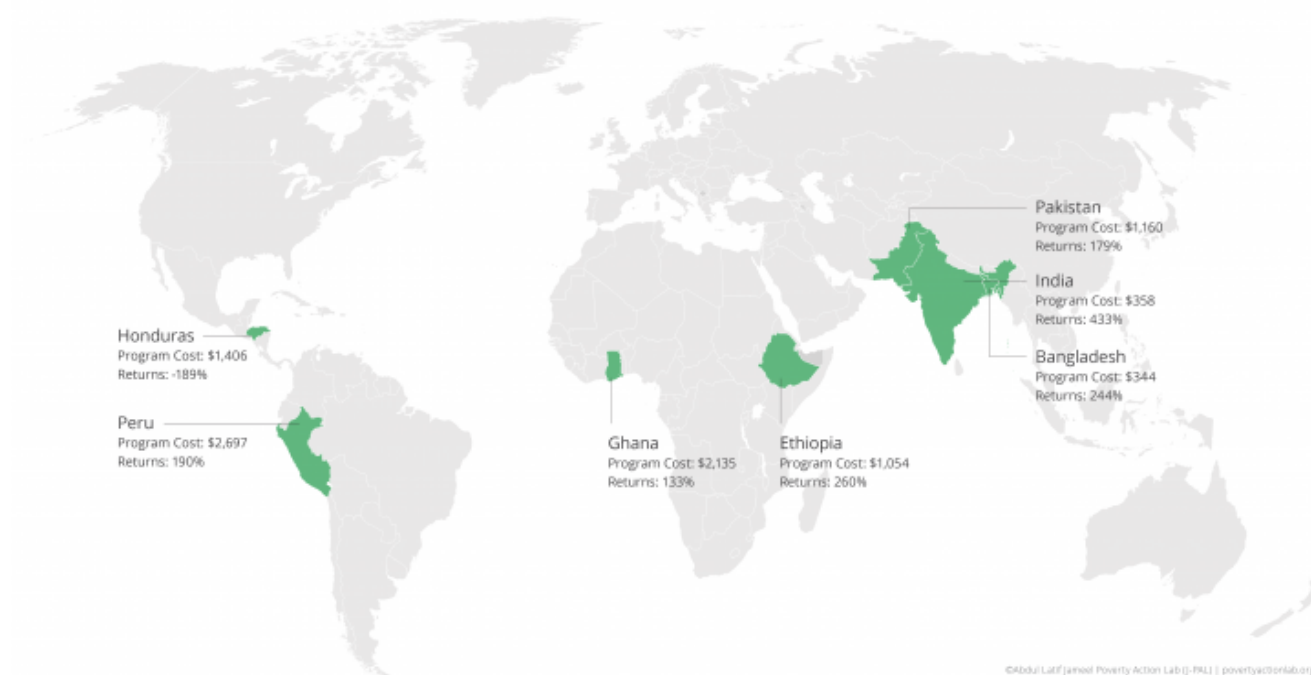 Pakistan
Program Cost: $1,160
Returns: 179%
India
Program Cost: $358
Returns: 433%
Bangladesh
Program Cost: $344
Returns: 244%
Honduras
Program Cost: $1,406
Returns: -189%
Peru
Program Cost: $2,697
Returns: 190%
Ghana
Program Cost: $2,135
Returns: 133%
Ethiopia
Program Cost: $1,054
Returns: 260%
©Abdul Latif Jameel Poverty Action Lab (J-PAL) | povertyactionlab.or